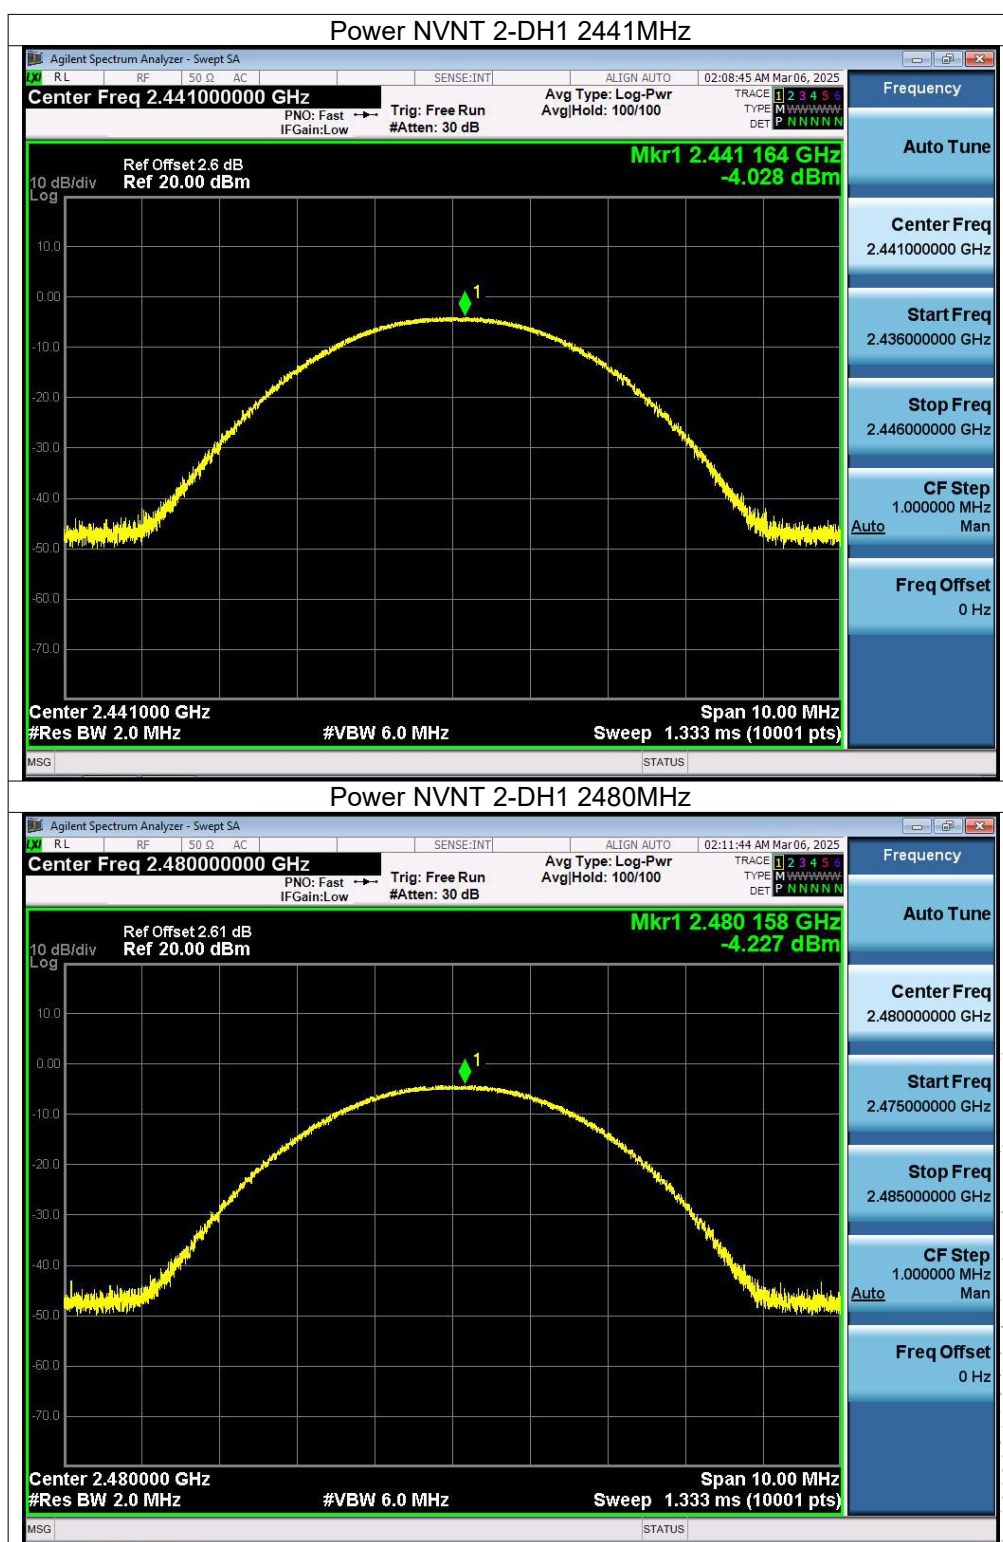 Power NVNT 2-DH1 2441MHz
Agilent Spectrum Analyzer - Swept SA
LXI RL RF 50 Ω AC SENSE:INT ALIGN AUTO 02:08:45 AM Mar 06, 2025
Center Freq 2.441000000 GHz
PNO: Fast
IFGain:Low
Trig: Free Run
#Atten: 30 dB
Avg Type: Log-Pwr
Avg|Hold: 100/100
TRACE 1 2 3 4 5 6
TYPE M W W W W W
DET P N N N N N
Frequency
Auto Tune
Center Freq
2.441000000 GHz
Start Freq
2.436000000 GHz
Stop Freq
2.446000000 GHz
CF Step
1.000000 MHz
Auto Man
Freq Offset
0 Hz
Mkr1 2.441 164 GHz
-4.028 dBm
Ref Offset 2.6 dB
10 dB/div Ref 20.00 dBm
Log
10.0
0.00
-10.0
-20.0
-30.0
-40.0
-50.0
-60.0
-70.0
1
Center 2.441000 GHz Span 10.00 MHz
#Res BW 2.0 MHz #VBW 6.0 MHz Sweep 1.333 ms (10001 pts)
MSG STATUS
Power NVNT 2-DH1 2480MHz
Agilent Spectrum Analyzer - Swept SA
LXI RL RF 50 Ω AC SENSE:INT ALIGN AUTO 02:11:44 AM Mar 06, 2025
Center Freq 2.480000000 GHz
PNO: Fast
IFGain:Low
Trig: Free Run
#Atten: 30 dB
Avg Type: Log-Pwr
Avg|Hold: 100/100
TRACE 1 2 3 4 5 6
TYPE M W W W W W
DET P N N N N N
Frequency
Auto Tune
Center Freq
2.480000000 GHz
Start Freq
2.475000000 GHz
Stop Freq
2.485000000 GHz
CF Step
1.000000 MHz
Auto Man
Freq Offset
0 Hz
Mkr1 2.480 158 GHz
-4.227 dBm
Ref Offset 2.61 dB
10 dB/div Ref 20.00 dBm
Log
10.0
0.00
-10.0
-20.0
-30.0
-40.0
-50.0
-60.0
-70.0
1
Center 2.480000 GHz Span 10.00 MHz
#Res BW 2.0 MHz #VBW 6.0 MHz Sweep 1.333 ms (10001 pts)
MSG STATUS